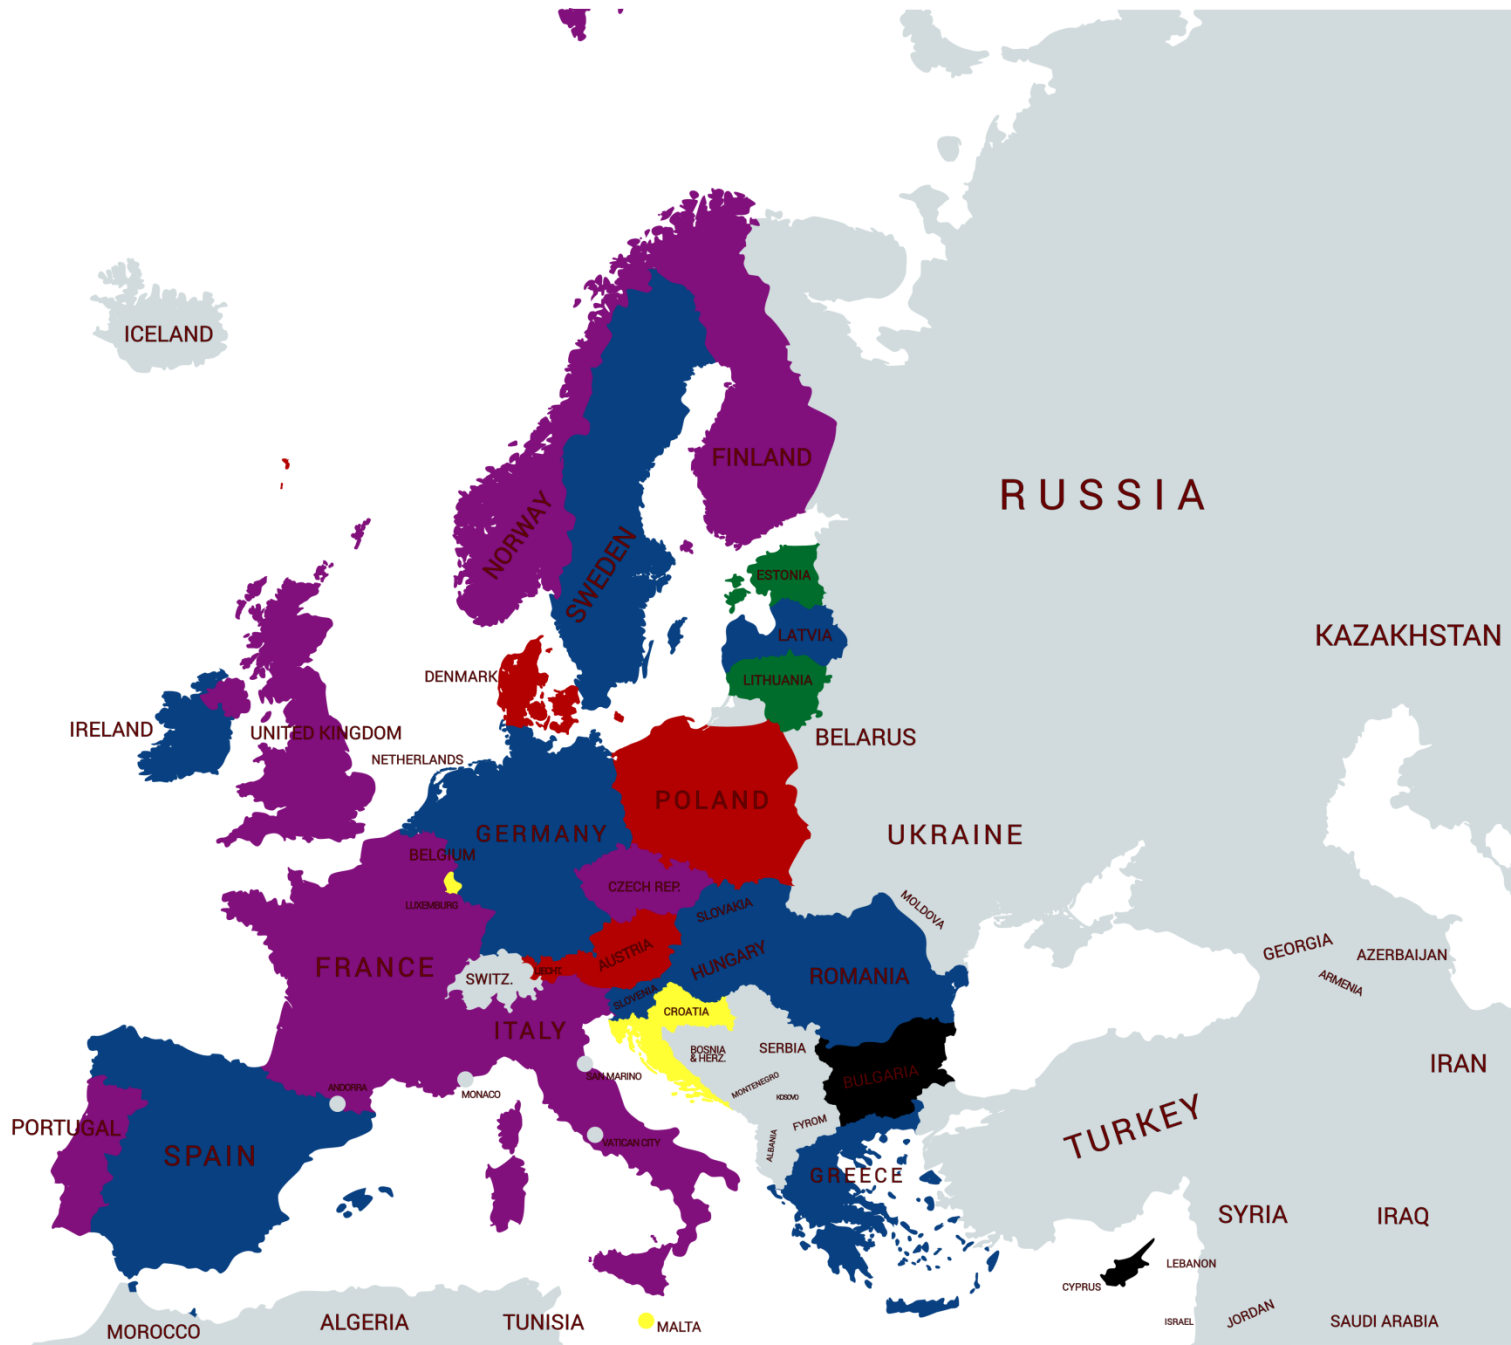 ICELAND
FINLAND
RUSSIA
NORWAY
SWEDEN
ESTONIA
LATVIA
KAZAKHSTAN
DENMARK
LITHUANIA
IRELAND
UNITED KINGDOM
BELARUS
NETHERLANDS
POLAND
GERMANY
UKRAINE
BELGIUM
CZECH REP.
LUXEMBURG
SLOVAKIA
MOLDOVA
FRANCE
SWITZ.
LICHT.
AUSTRIA
HUNGARY
ROMANIA
GEORGIA
AZERBAIJAN
ARMENIA
SLOVENIA
CROATIA
ITALY
BOSNIA
& HERZ.
SERBIA
IRAN
SAN MARINO
BULGARIA
ANDORRA
MONACO
MONTENEGRO
KOSOVO
PORTUGAL
SPAIN
VATICAN CITY
FYROM
ALBANIA
TURKEY
GREECE
SYRIA
IRAQ
LEBANON
CYPRUS
MOROCCO
ALGERIA
TUNISIA
MALTA
ISRAEL
JORDAN
SAUDI ARABIA